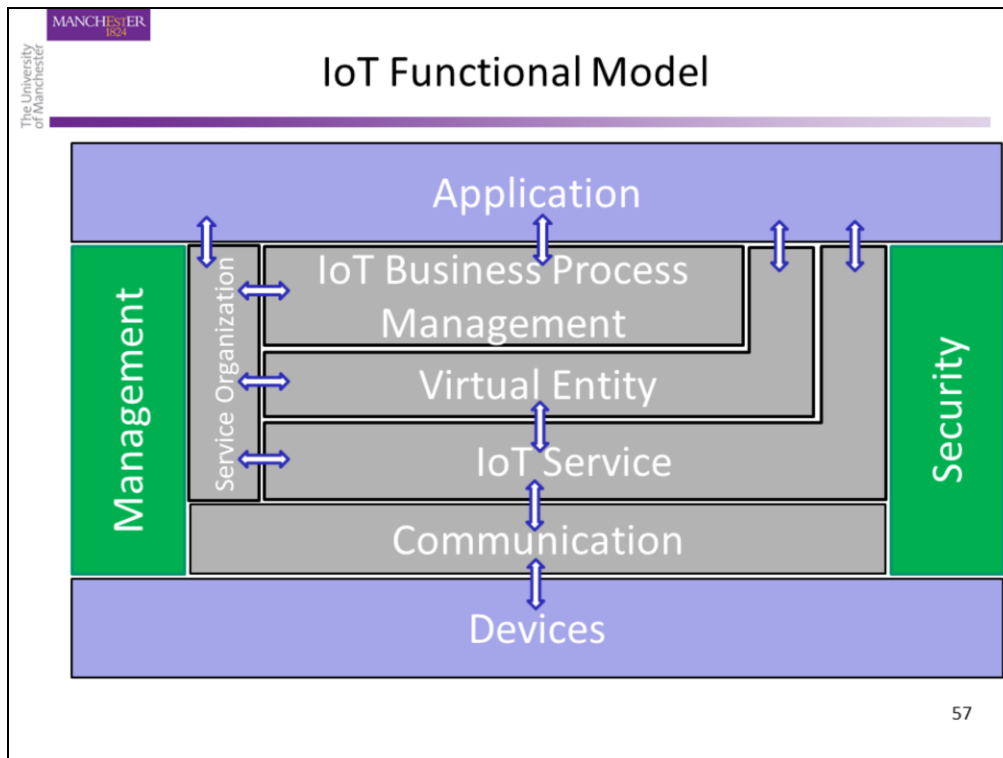 MANCHESTER
1824
The University
of Manchester
IoT Functional Model
Application
Management
Service Organization
IoT Business Process
Management
Virtual Entity
IoT Service
Communication
Security
Devices
57